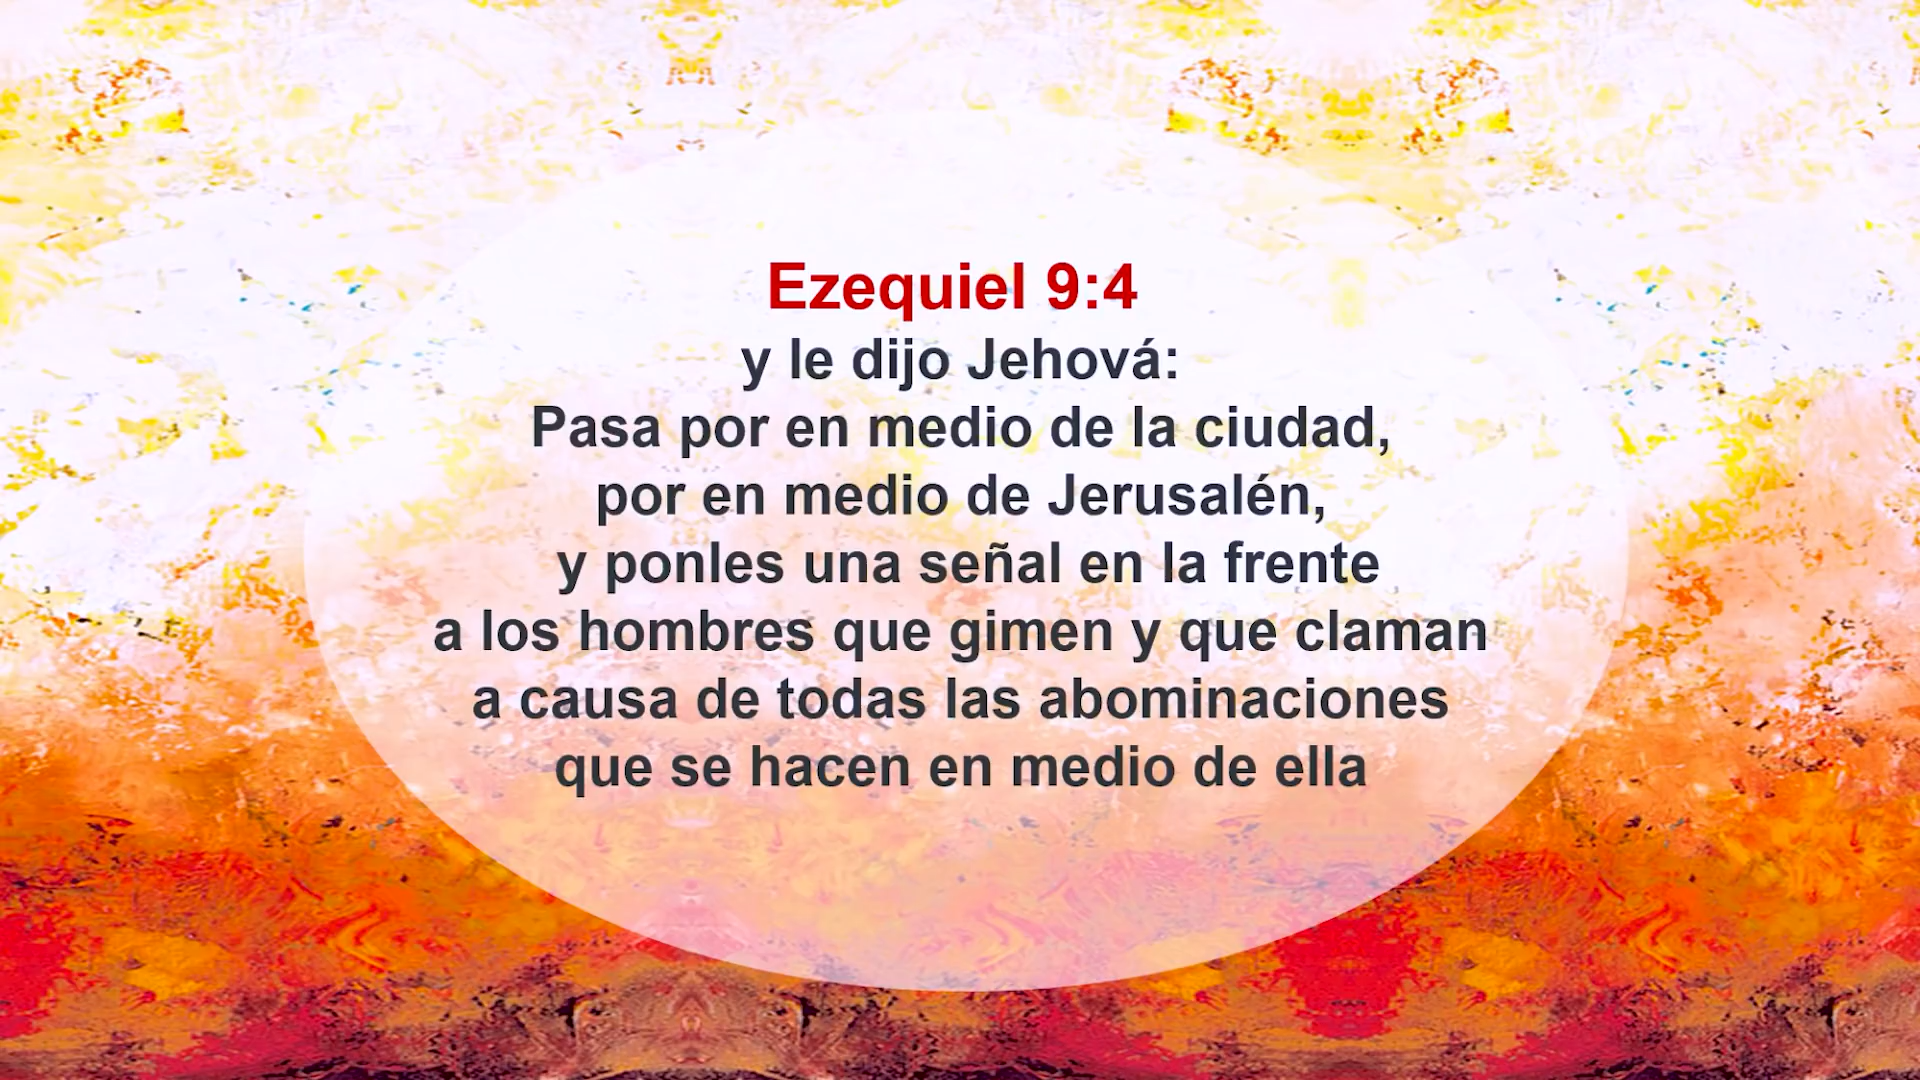 Ezequiel 9:4
y le dijo Jehová:
Pasa por en medio de la ciudad,
por en medio de Jerusalén,
y ponles una señal en la frente
a los hombres que gimen y que claman
a causa de todas las abominaciones
que se hacen en medio de ella